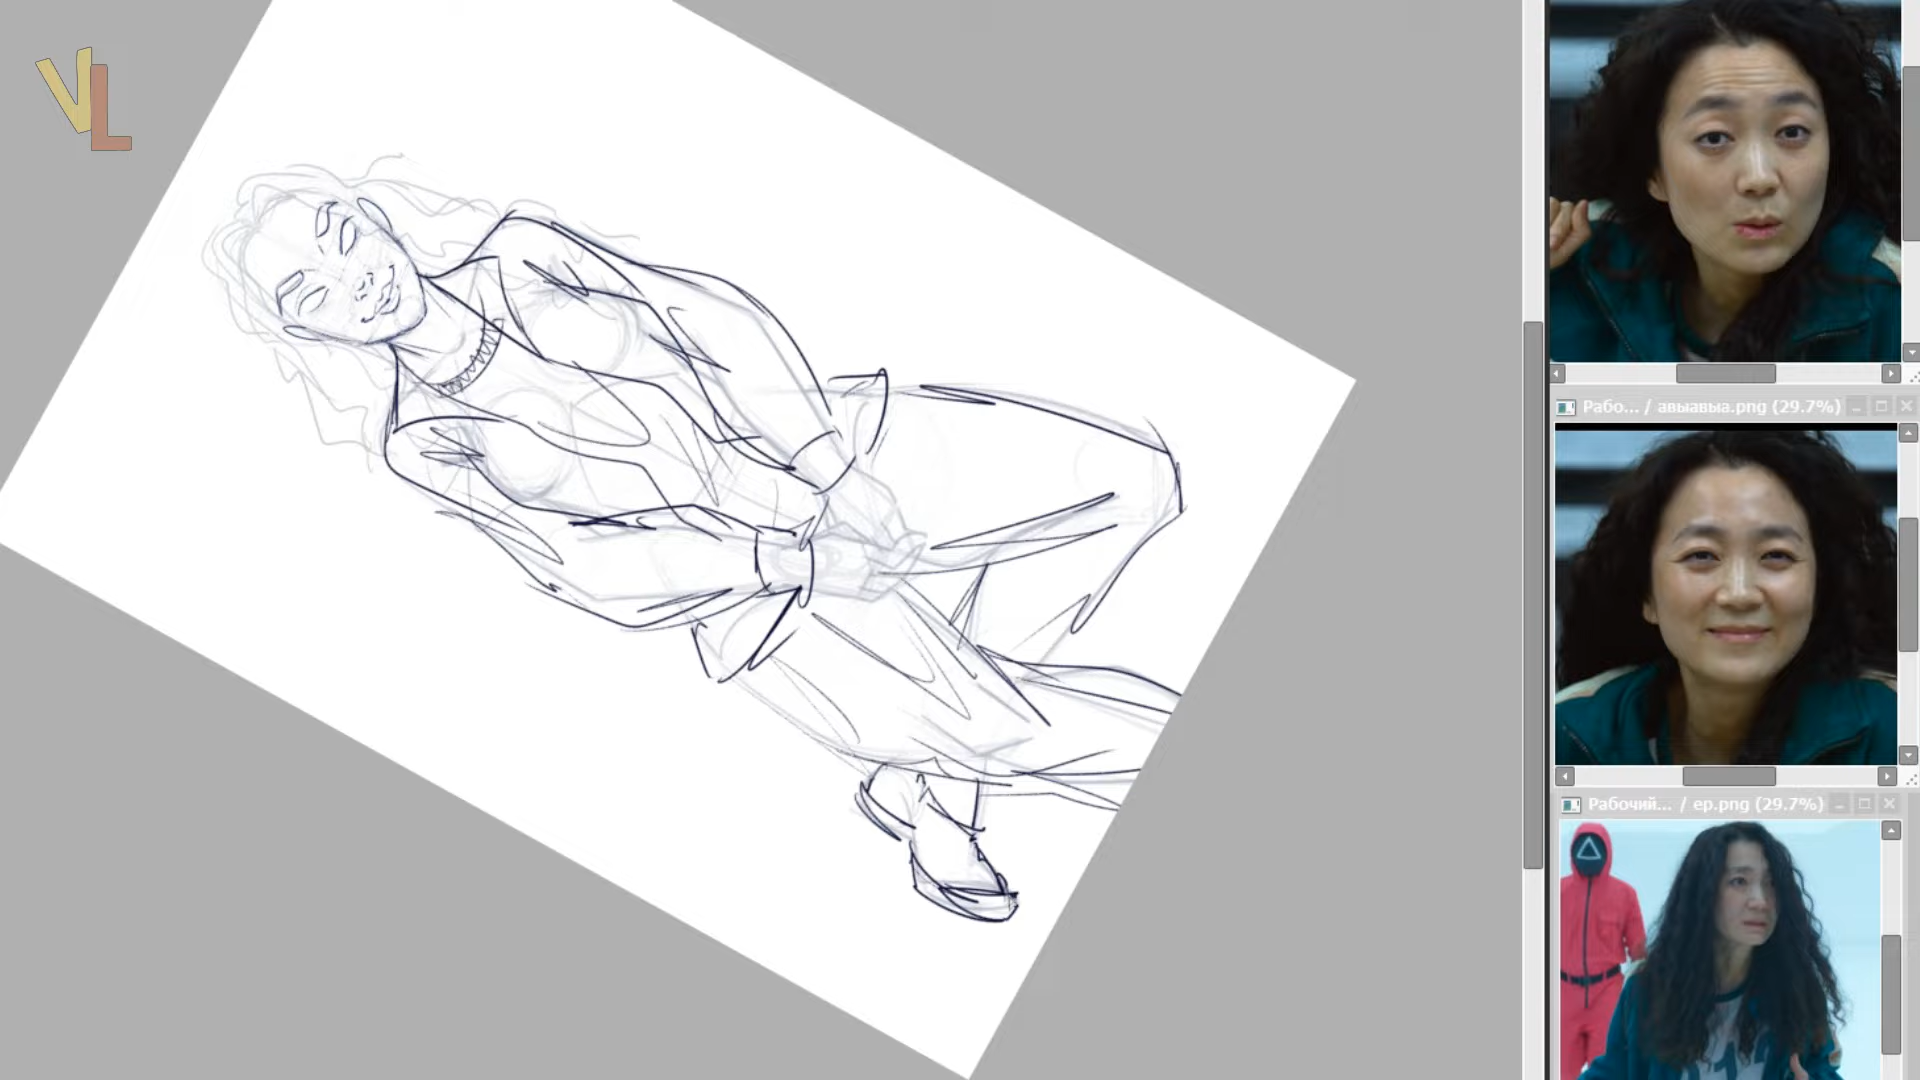 VL
Рабо... / авыавыа.png (29.7%)
Рабочий... / ер.png (29.7%)